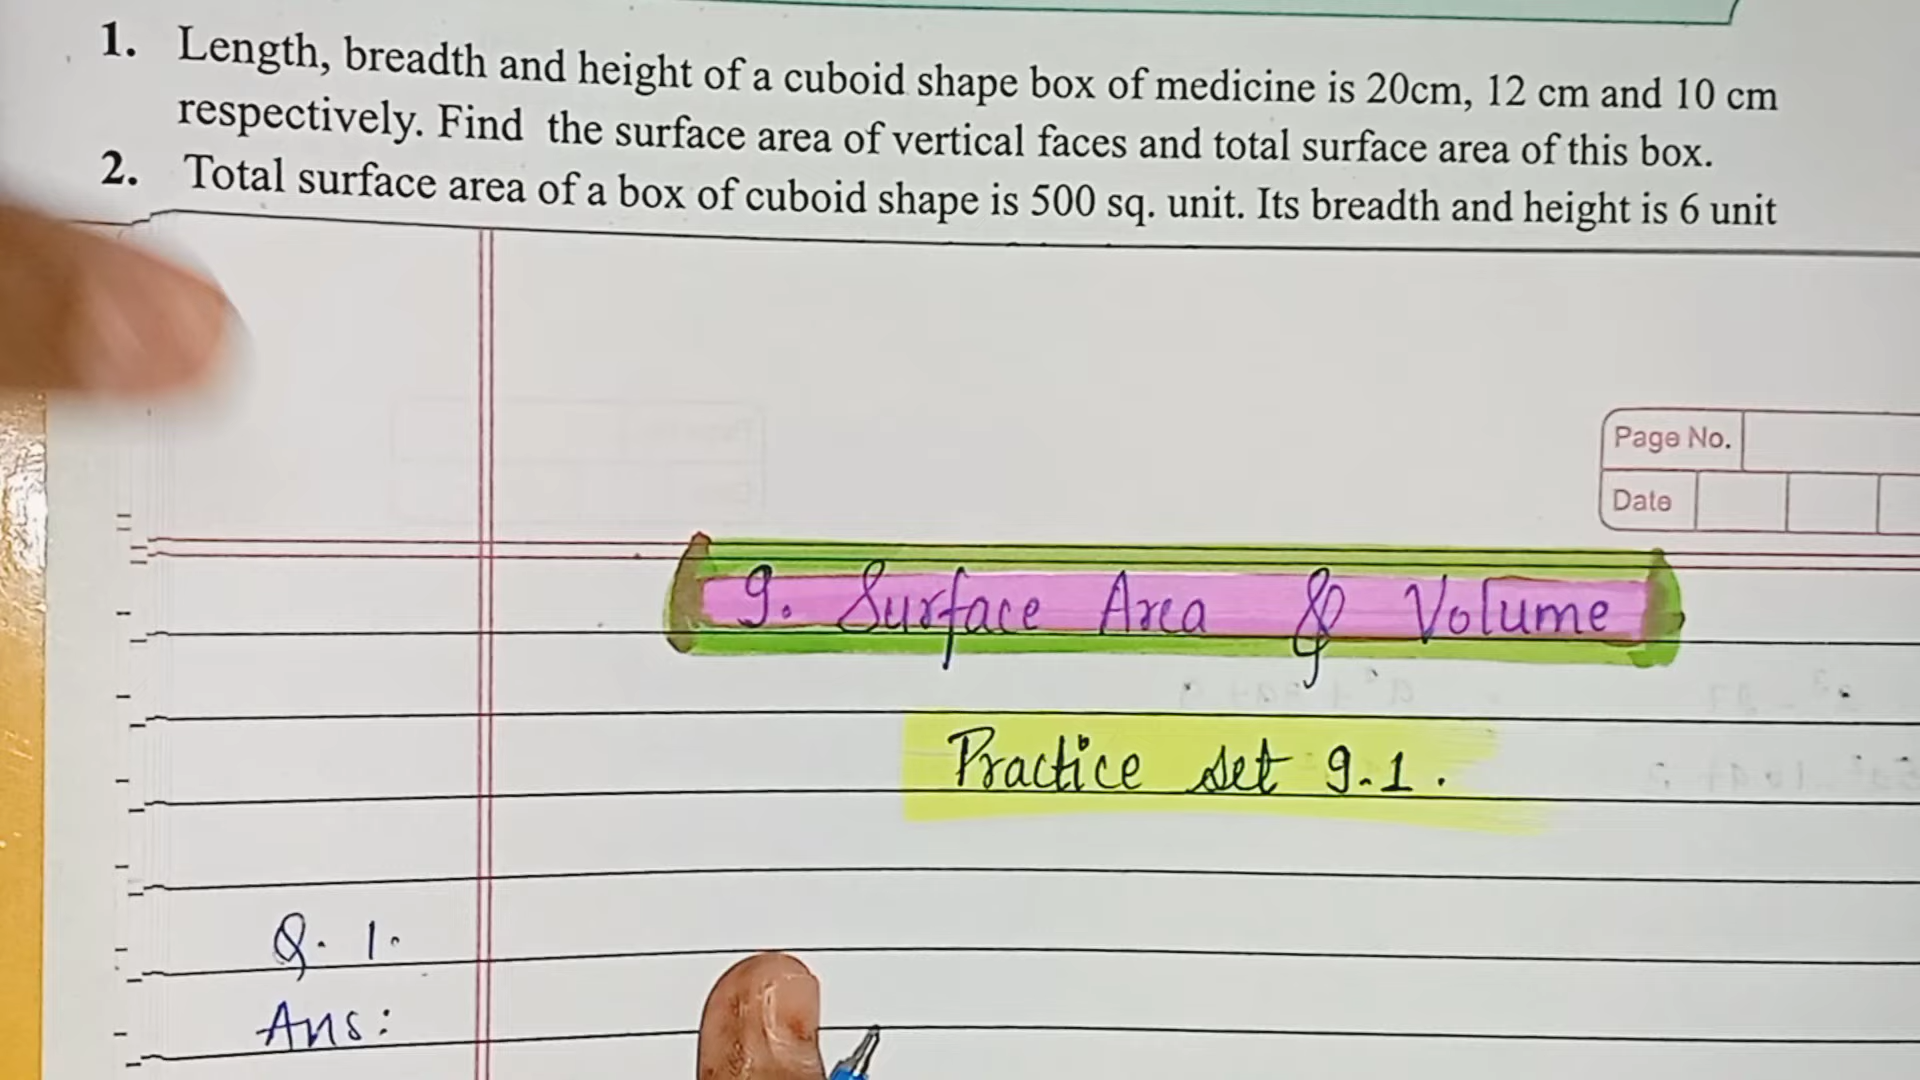 1. Length, breadth and height of a cuboid shape box of medicine is 20cm, 12 cm and 10 cm
respectively. Find the surface area of vertical faces and total surface area of this box.
2. Total surface area of a box of cuboid shape is 500 sq. unit. Its breadth and height is 6 unit
Page No.
Date
9. Surface Area & Volume
Practice set 9.1.
Q. 1.
Ans: